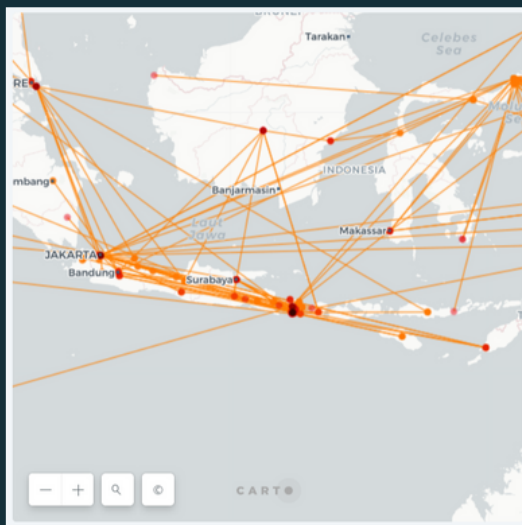 Tarakan
Celebes
Sea
RE
INDONESIA
mbang
Banjarmasin
Laut
Jawa
Makassar
JAKARTA
Bandung
Surabaya
− +
©
CARTO